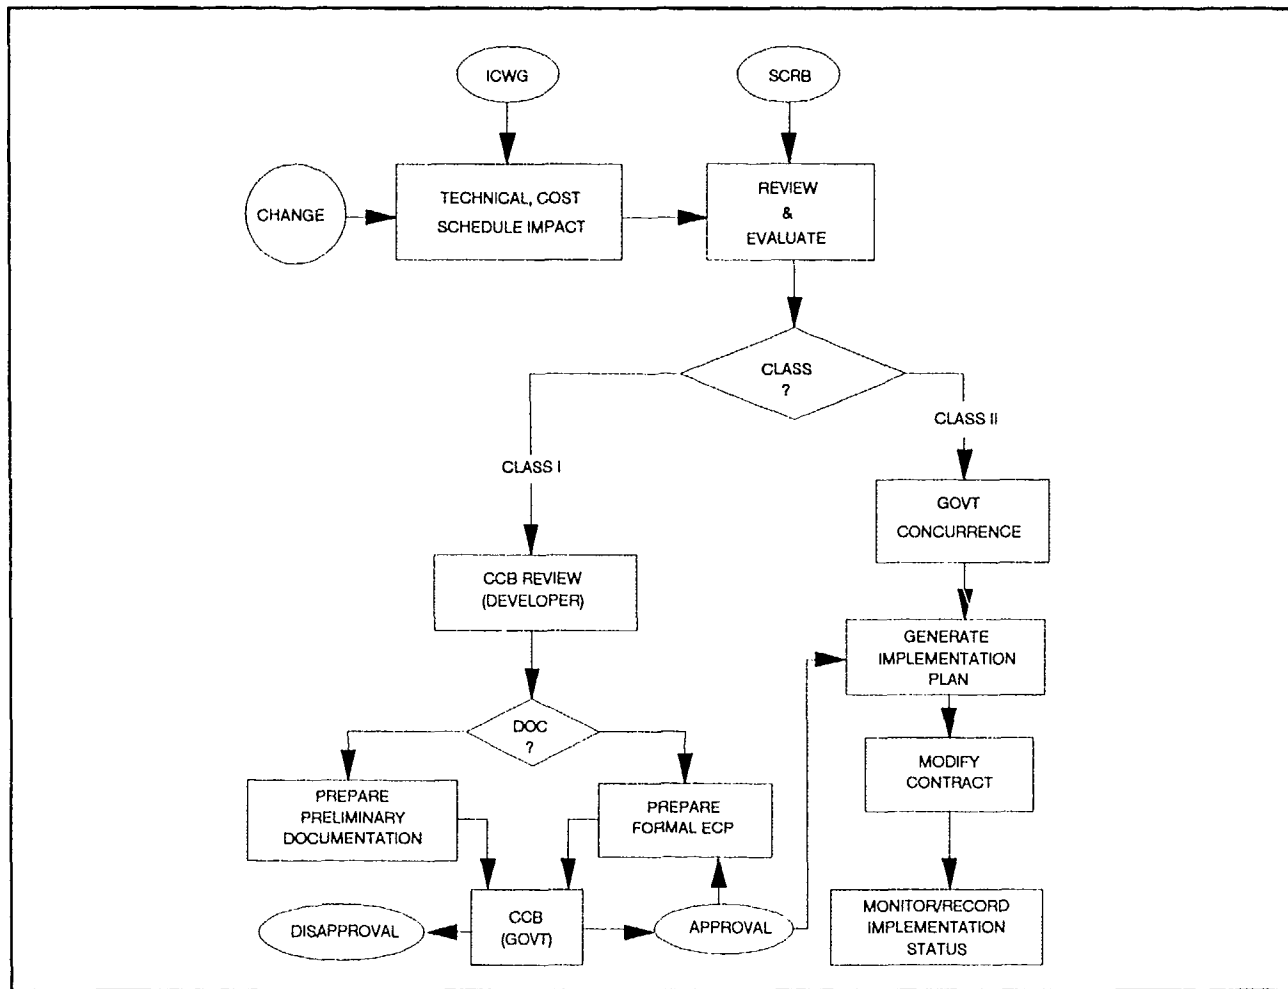 ICWG
SCRB
CHANGE
TECHNICAL, COST
SCHEDULE IMPACT
REVIEW
&
EVALUATE
CLASS
?
CLASS II
CLASS I
GOVT
CONCURRENCE
CCB REVIEW
(DEVELOPER)
GENERATE
IMPLEMENTATION
PLAN
DOC
?
MODIFY
CONTRACT
PREPARE
PRELIMINARY
DOCUMENTATION
PREPARE
FORMAL ECP
DISAPPROVAL
CCB
(GOVT)
APPROVAL
MONITOR/RECORD
IMPLEMENTATION
STATUS